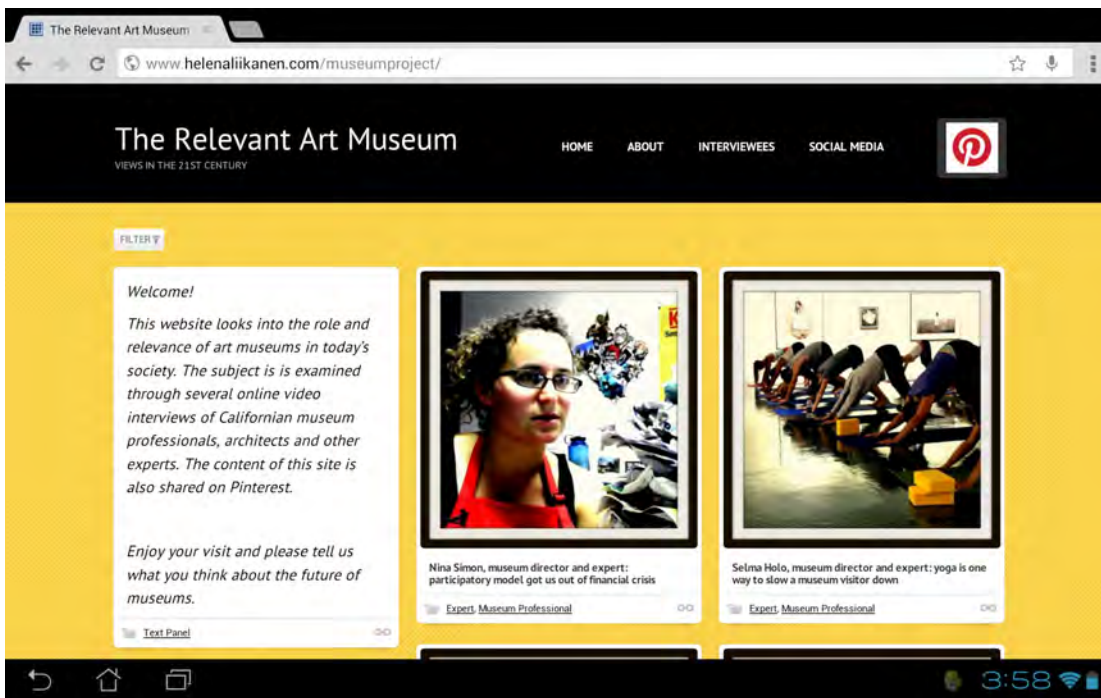 The Relevant Art Museum
www.helenaliikanen.com/museumproject/
The Relevant Art Museum
VIEWS IN THE 21ST CENTURY
HOME
ABOUT
INTERVIEWEES
SOCIAL MEDIA
FILTER
Welcome!
This website looks into the role and
relevance of art museums in today's
society. The subject is is examined
through several online video
interviews of Californian museum
professionals, architects and other
experts. The content of this site is
also shared on Pinterest.
Enjoy your visit and please tell us
what you think about the future of
museums.
Text Panel
Nina Simon, museum director and expert:
participatory model got us out of financial crisis
Expert, Museum Professional
Selma Holo, museum director and expert: yoga is one
way to slow a museum visitor down
Expert, Museum Professional
3:58